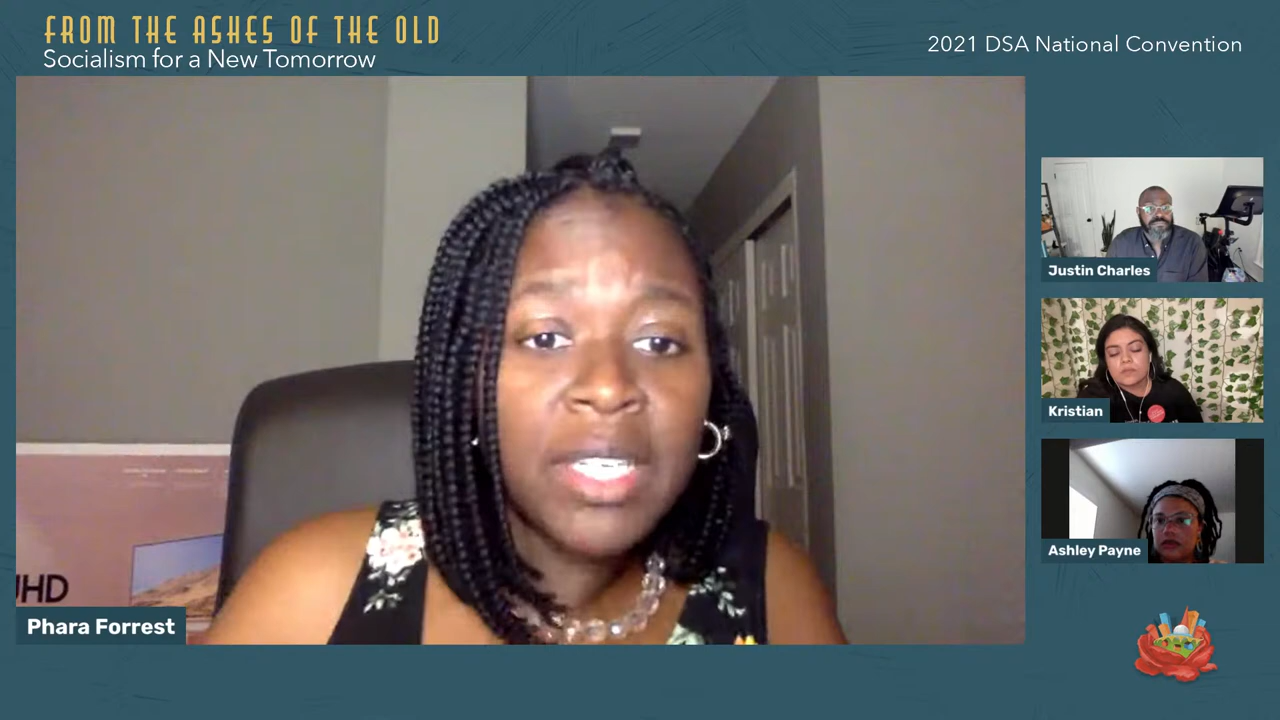 FROM THE ASHES OF THE OLD
Socialism for a New Tomorrow
2021 DSA National Convention
Justin Charles
Kristian
Ashley Payne
Phara Forrest